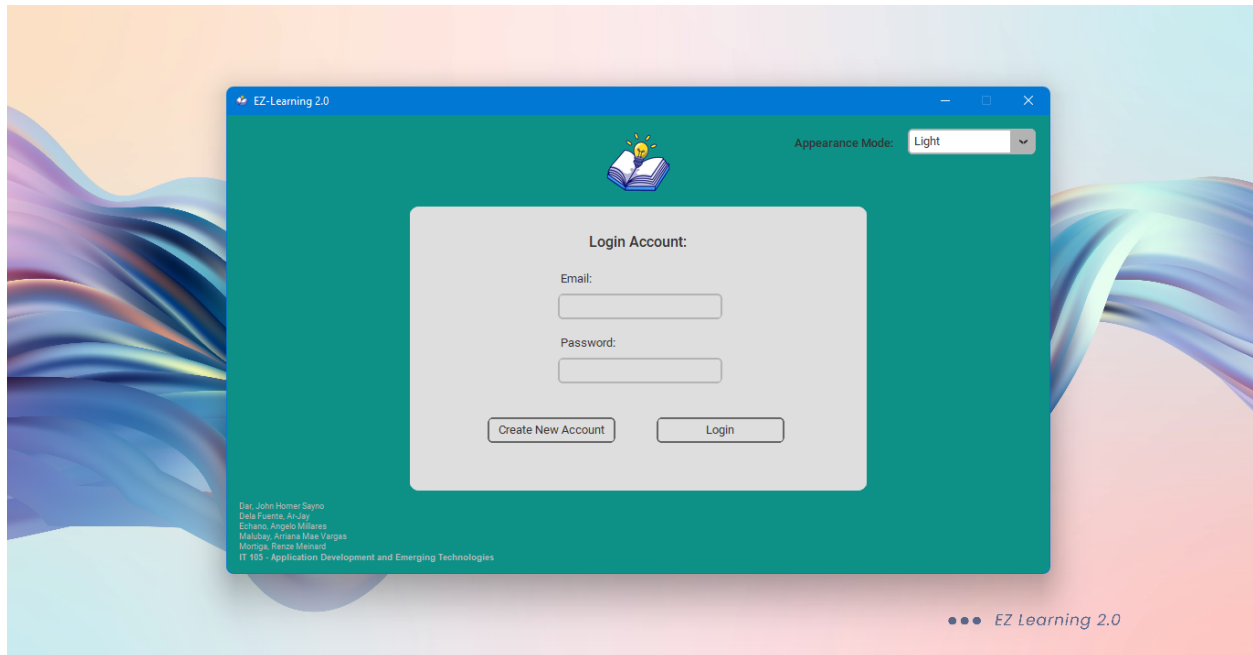 EZ-Learning 2.0
Appearance Mode: Light
Login Account:
Email:
Password:
Create New Account Login
Dar, John Homer Sayno
Dela Fuente, Ar-Jay
Echano, Angelo Millares
Malubay, Arriana Mae Vargas
Mortiga, Renze Meinard
IT 105 - Application Development and Emerging Technologies
EZ Learning 2.0